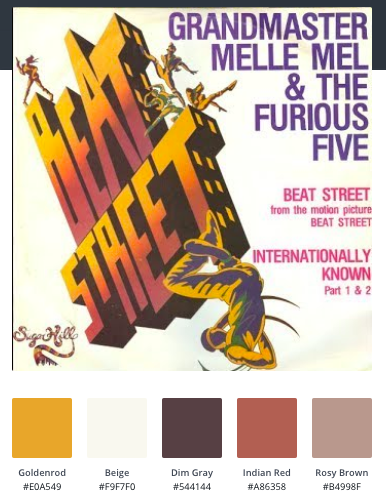 GRANDMASTER
MELLE MEL
& THE
FURIOUS
FIVE
BEAT
STREET
BEAT STREET
from the motion picture
BEAT STREET
INTERNATIONALLY
KNOWN
Part 1 & 2
Sugar Hill
Goldenrod
#E0A549
Beige
#F9F7F0
Dim Gray
#544144
Indian Red
#A86358
Rosy Brown
#B4998F